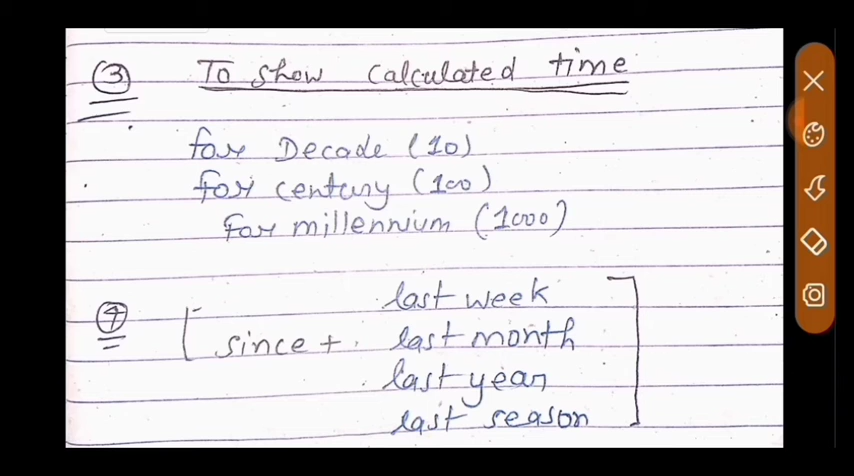 ③ To show calculated time
for Decade (10)
for century (100)
for millennium (1000)
④ [ since + last week ]
last month
last year
last season